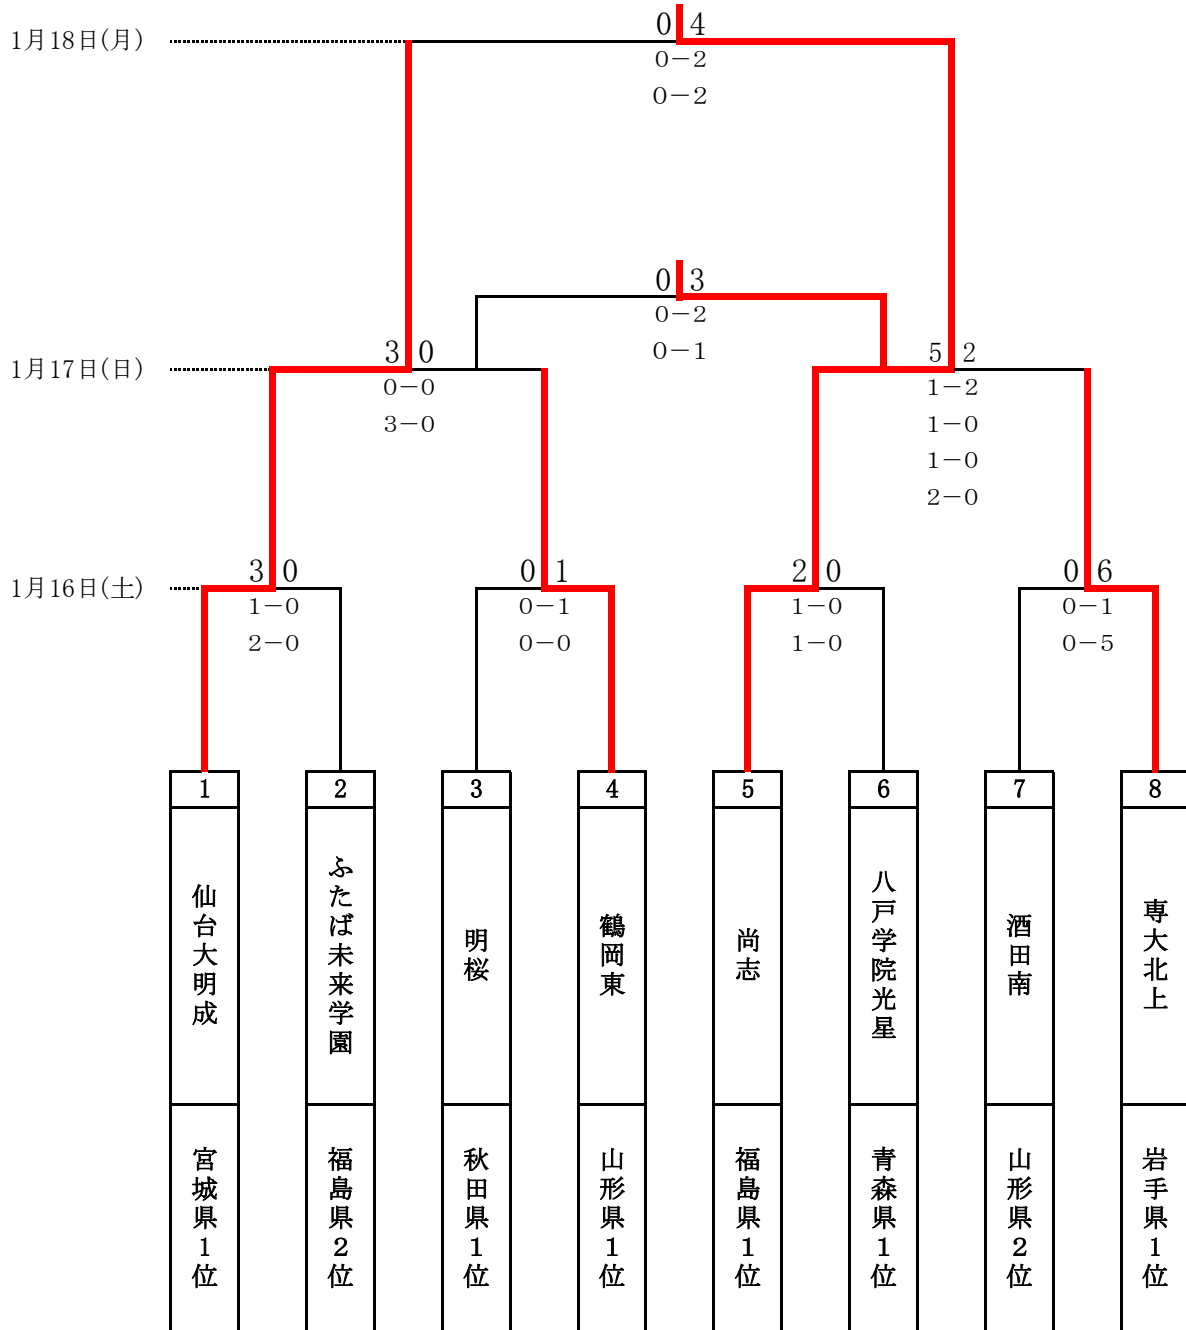 1月18日(月)
0 4
0-2
0-2
0 3
0-2
0-1
1月17日(日)
3 0
0-0
3-0
5 2
1-2
1-0
1-0
2-0
1月16日(土)
3 0
1-0
2-0
0 1
0-1
0-0
2 0
1-0
1-0
0 6
0-1
0-5
1
2
3
4
5
6
7
8
仙台大明成
ふたば未来学園
明桜
鶴岡東
尚志
八戸学院光星
酒田南
専大北上
宮城県1位
福島県2位
秋田県1位
山形県1位
福島県1位
青森県1位
山形県2位
岩手県1位